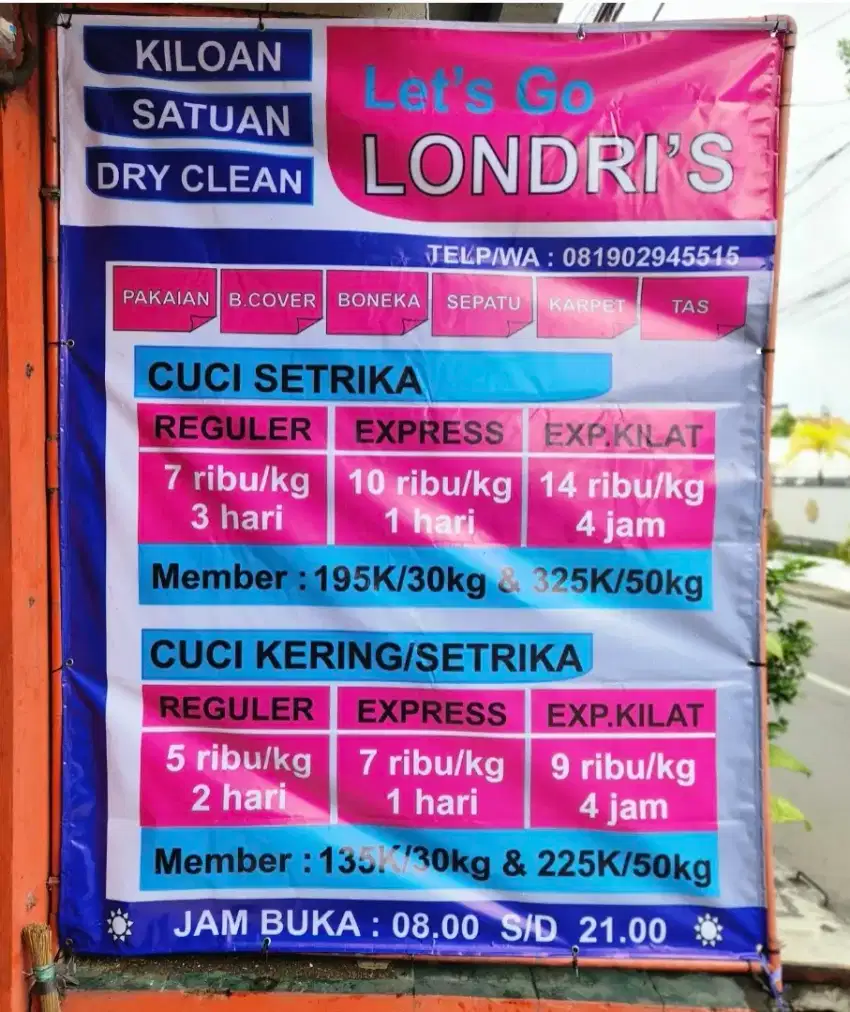 KILOAN
SATUAN
DRY CLEAN
Let's Go
LONDRI'S
TELP/WA : 081902945515
PAKAIAN B.COVER BONEKA SEPATU KARPET TAS
CUCI SETRIKA
REGULER EXPRESS EXP.KILAT
7 ribu/kg 10 ribu/kg 14 ribu/kg
3 hari 1 hari 4 jam
Member : 195K/30kg & 325K/50kg
CUCI KERING/SETRIKA
REGULER EXPRESS EXP.KILAT
5 ribu/kg 7 ribu/kg 9 ribu/kg
2 hari 1 hari 4 jam
Member : 135K/30kg & 225K/50kg
JAM BUKA : 08.00 S/D 21.00